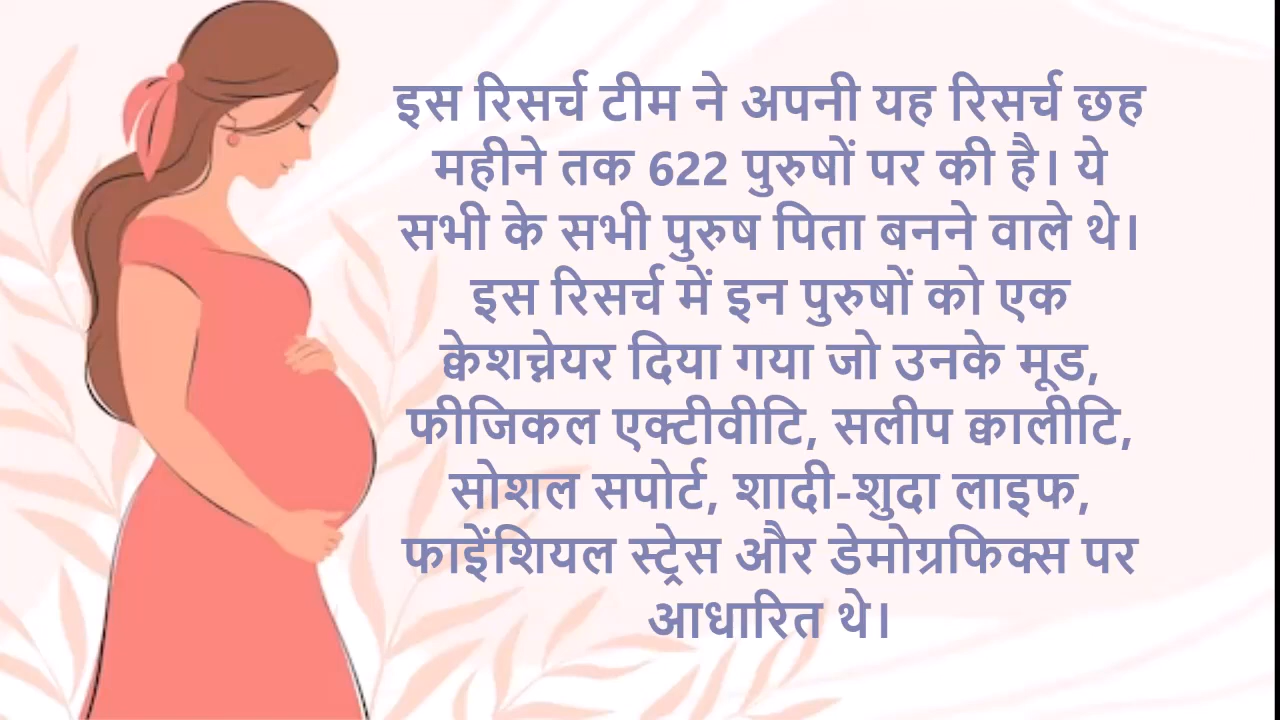 इस रिसर्च टीम ने अपनी यह रिसर्च छह
महीने तक 622 पुरुषों पर की है। ये
सभी के सभी पुरुष पिता बनने वाले थे।
इस रिसर्च में इन पुरुषों को एक
क्वेशच्नेयर दिया गया जो उनके मूड,
फीजिकल एक्टीवीटि, सलीप क्वालीटि,
सोशल सपोर्ट, शादी-शुदा लाइफ,
फाइेंशियल स्ट्रेस और डेमोग्रफिक्स पर
आधारित थे।